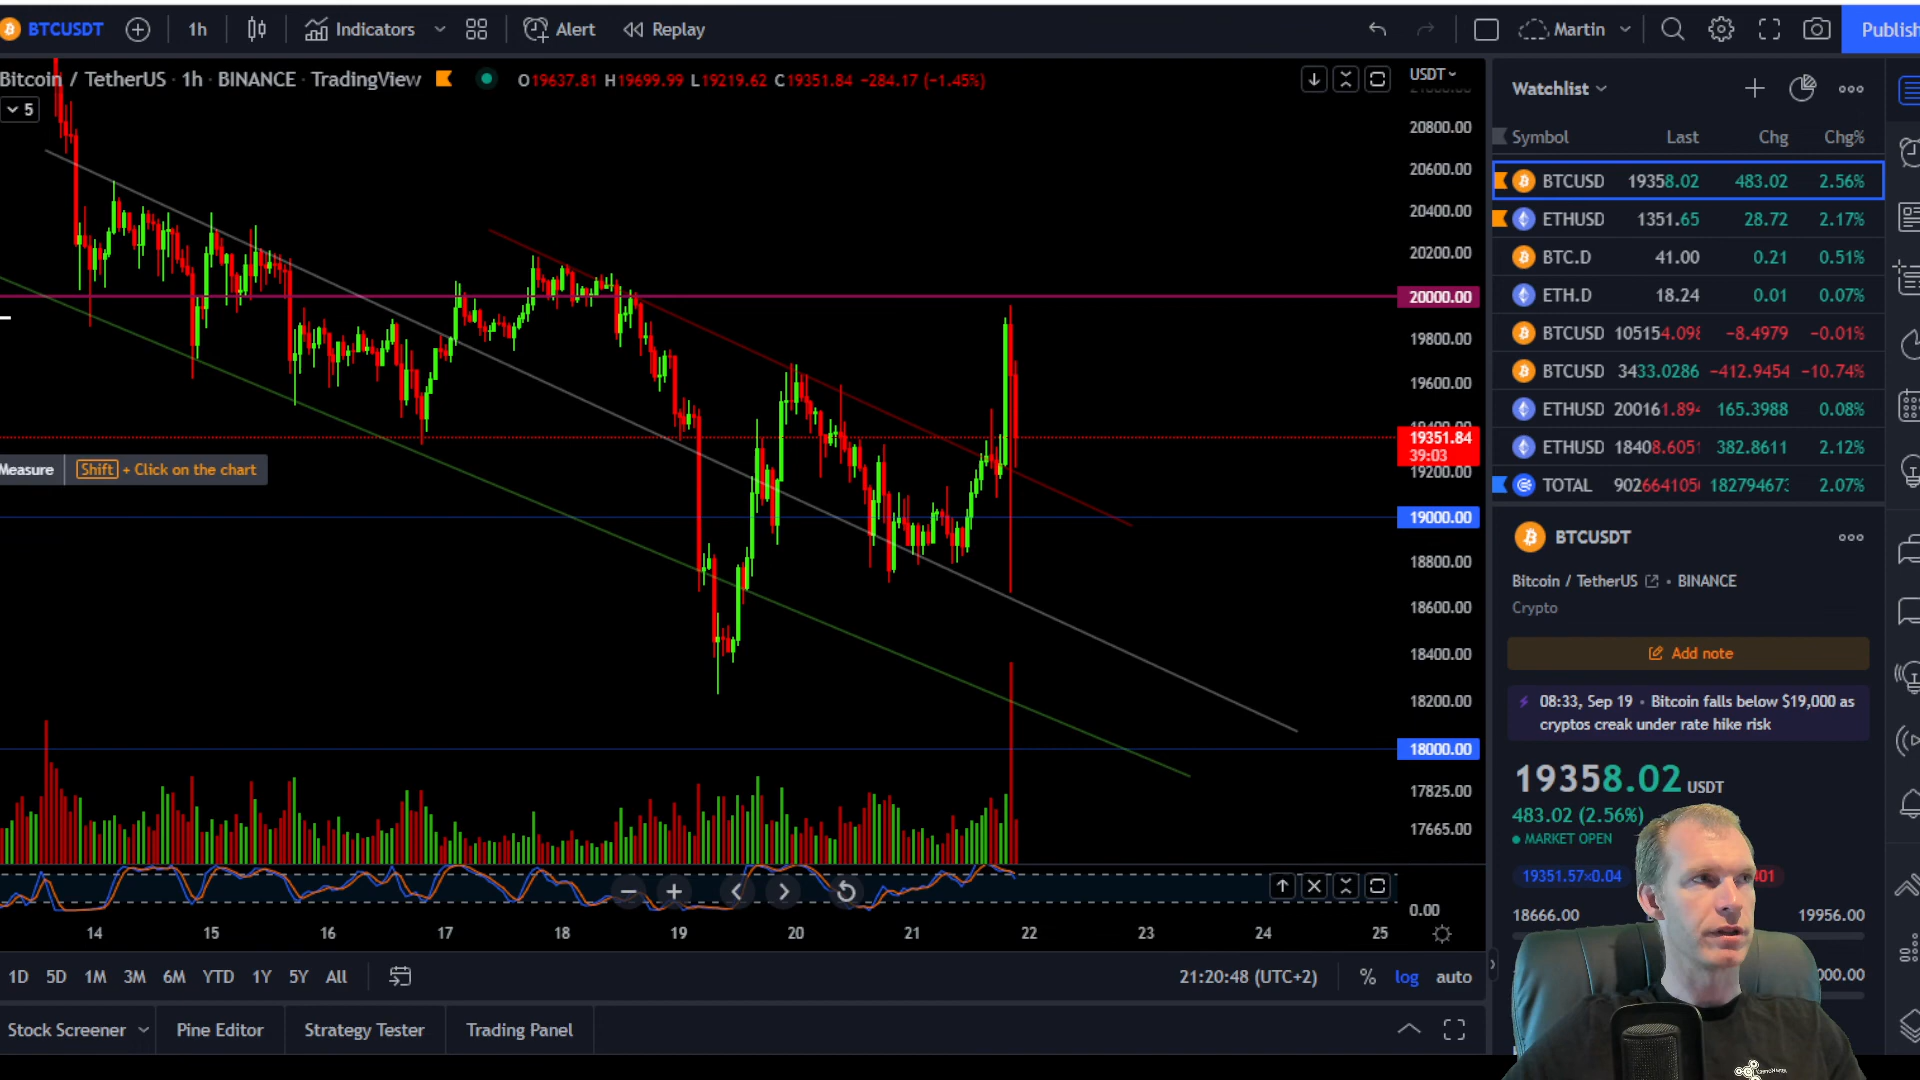 BTCUSDT 1h Indicators Alert Replay Martin Publish
Bitcoin / TetherUS · 1h · BINANCE · TradingView O19637.81 H19699.99 L19219.62 C19351.84 −284.17 (−1.45%) USDT
5
20800.00
20600.00
20400.00
20200.00
20000.00
19800.00
19600.00
19351.84
39:03
19200.00
Measure Shift + Click on the chart
19000.00
18800.00
18600.00
18400.00
18200.00
18000.00
17825.00
17665.00
0.00
14 15 16 17 18 19 20 21 22 23 24 25
1D 5D 1M 3M 6M YTD 1Y 5Y All 21:20:48 (UTC+2) % log auto
Stock Screener Pine Editor Strategy Tester Trading Panel
Watchlist
Symbol Last Chg Chg%
BTCUSD 19358.02 483.02 2.56%
ETHUSD 1351.65 28.72 2.17%
BTC.D 41.00 0.21 0.51%
ETH.D 18.24 0.01 0.07%
BTCUSD 105154.098 −8.4979 −0.01%
BTCUSD 3433.0286 −412.9454 −10.74%
ETHUSD 200161.894 165.3988 0.08%
ETHUSD 18408.6051 382.8611 2.12%
TOTAL 902664105 182794673 2.07%
BTCUSDT
Bitcoin / TetherUS • BINANCE
Crypto
Add note
08:33, Sep 19 • Bitcoin falls below $19,000 as
cryptos creak under rate hike risk
19358.02 USDT
483.02 (2.56%)
MARKET OPEN
19351.57×0.04
18666.00 19956.00